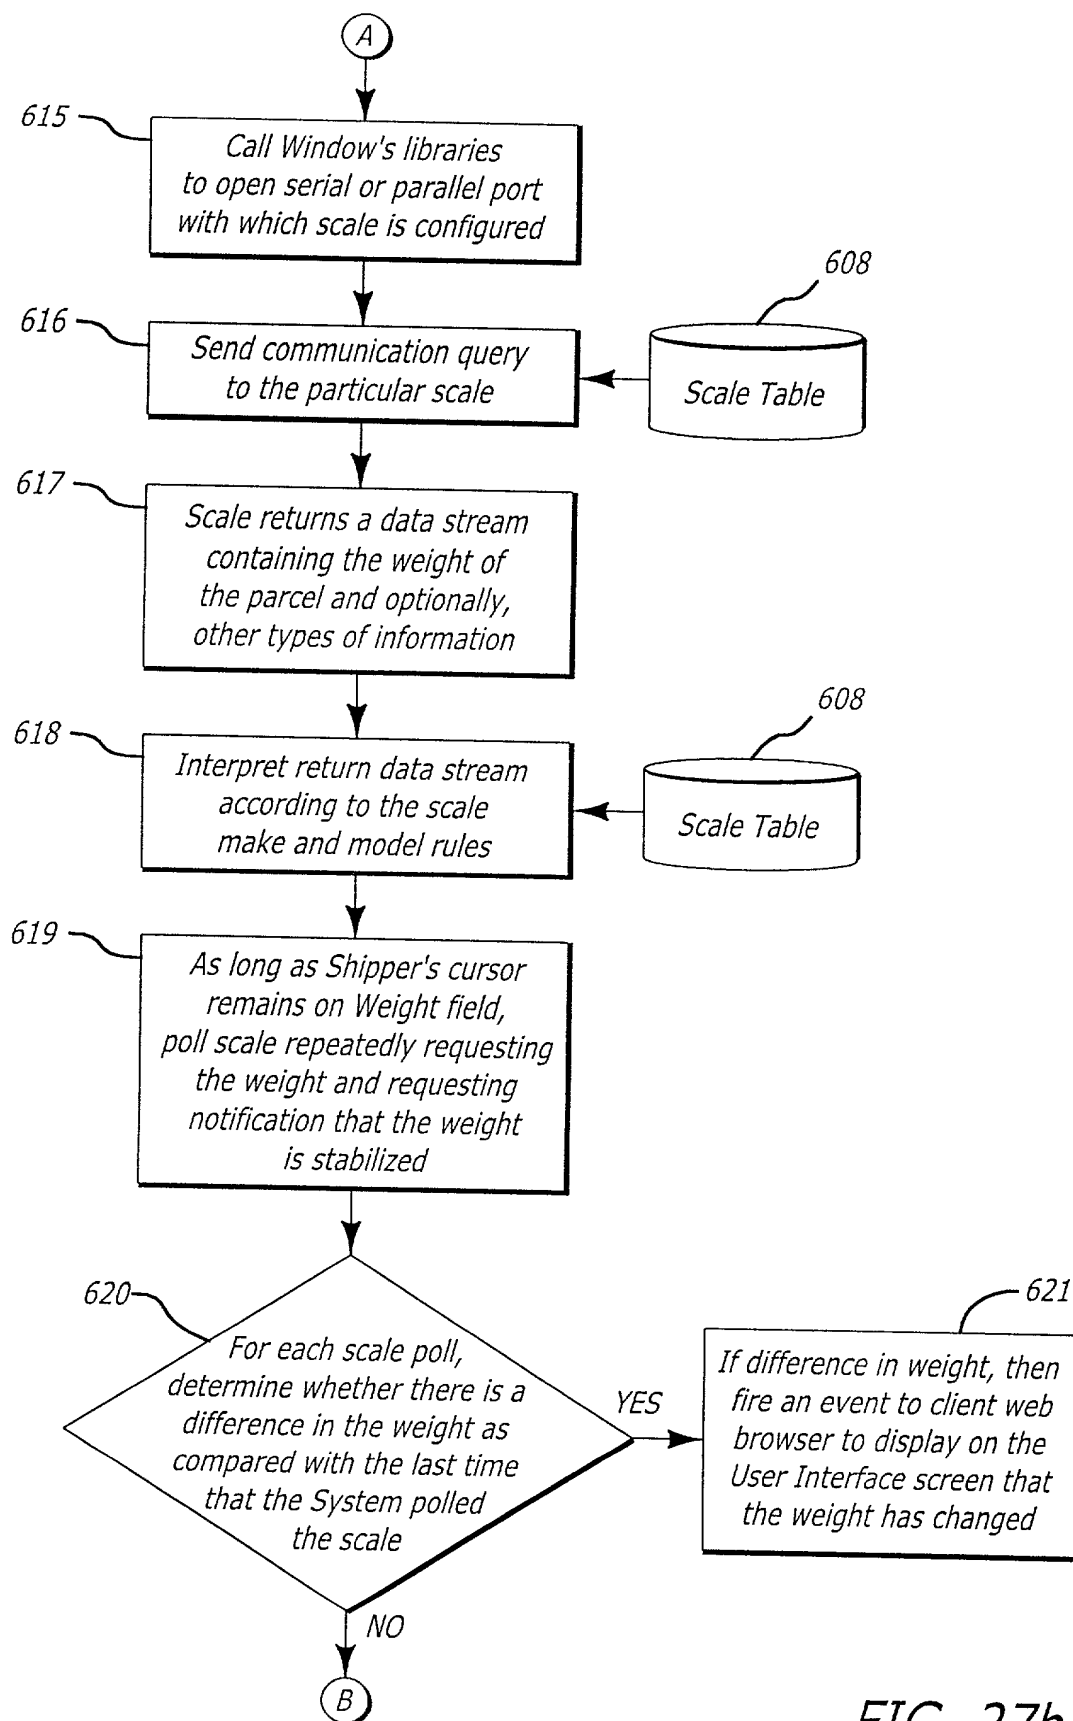 A
615
Call Window's libraries
to open serial or parallel port
with which scale is configured
608
616
Send communication query
to the particular scale
Scale Table
617
Scale returns a data stream
containing the weight of
the parcel and optionally,
other types of information
608
618
Interpret return data stream
according to the scale
make and model rules
Scale Table
619
As long as Shipper's cursor
remains on Weight field,
poll scale repeatedly requesting
the weight and requesting
notification that the weight
is stabilized
620
For each scale poll,
determine whether there is a
difference in the weight as
compared with the last time
that the System polled
the scale
YES
621
If difference in weight, then
fire an event to client web
browser to display on the
User Interface screen that
the weight has changed
NO
B
FIG. 27b